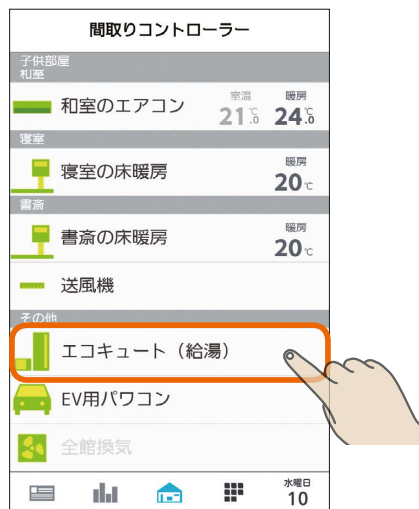 間取りコントローラー
子供部屋
和室
和室のエアコン 室温 21.0℃ 暖房 24.0℃
寝室
寝室の床暖房 暖房 20℃
書斎
書斎の床暖房 暖房 20℃
送風機
その他
エコキュート（給湯）
EV用パワコン
全館換気
水曜日
10